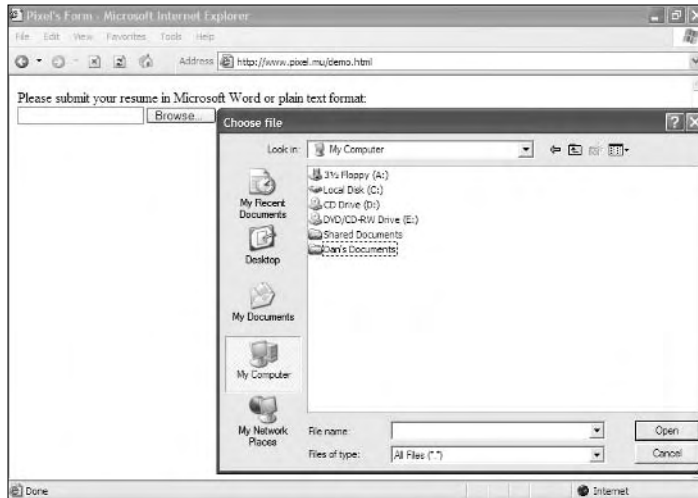 Pixel's Form - Microsoft Internet Explorer
File Edit View Favorites Tools Help
Address http://www.pixel.mu/demo.html
Please submit your resume in Microsoft Word or plain text format:
Browse...
Choose file
Look in: My Computer
3½ Floppy (A:)
Local Disk (C:)
CD Drive (D:)
DVD/CD-RW Drive (E:)
Shared Documents
Dan's Documents
My Recent
Documents
Desktop
My Documents
My Computer
My Network
Places
File name:
Open
Files of type: All Files (*.*)
Cancel
Done
Internet